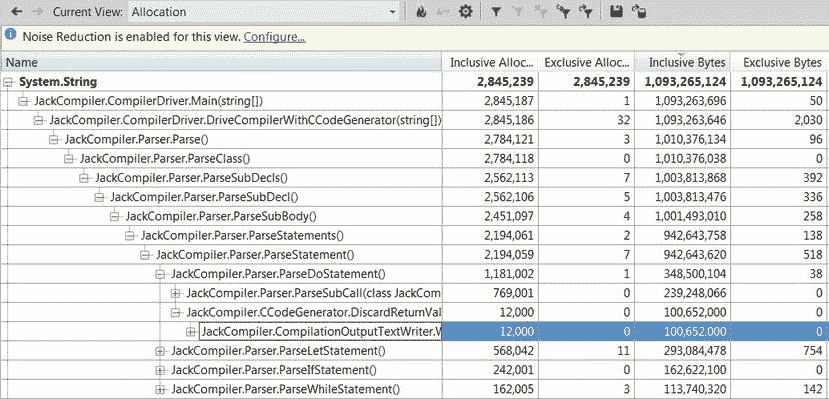 Current View: Allocation
Noise Reduction is enabled for this view. Configure...
Name Inclusive Alloc... Exclusive Alloc... Inclusive Bytes Exclusive Bytes
System.String 2,845,239 2,845,239 1,093,265,124 1,093,265,124
JackCompiler.CompilerDriver.Main(string[]) 2,845,187 1 1,093,263,696 50
JackCompiler.CompilerDriver.DriveCompilerWithCCodeGenerator(string[]) 2,845,186 32 1,093,263,646 2,030
JackCompiler.Parser.Parse() 2,784,121 3 1,010,376,134 96
JackCompiler.Parser.ParseClass() 2,784,118 0 1,010,376,038 0
JackCompiler.Parser.ParseSubDecls() 2,562,113 7 1,003,813,868 392
JackCompiler.Parser.ParseSubDecl() 2,562,106 5 1,003,813,476 336
JackCompiler.Parser.ParseSubBody() 2,451,097 4 1,001,493,010 258
JackCompiler.Parser.ParseStatements() 2,194,061 2 942,643,758 138
JackCompiler.Parser.ParseStatement() 2,194,059 7 942,643,620 518
JackCompiler.Parser.ParseDoStatement() 1,181,002 1 348,500,104 38
JackCompiler.Parser.ParseSubCall(class JackCom 769,001 0 239,248,066 0
JackCompiler.CCodeGenerator.DiscardReturnVal 12,000 0 100,652,000 0
JackCompiler.CompilationOutputTextWriter.W 12,000 0 100,652,000 0
JackCompiler.Parser.ParseLetStatement() 568,042 11 293,084,478 754
JackCompiler.Parser.ParseIfStatement() 242,001 0 162,622,100 0
JackCompiler.Parser.ParseWhileStatement() 162,005 3 113,740,320 142